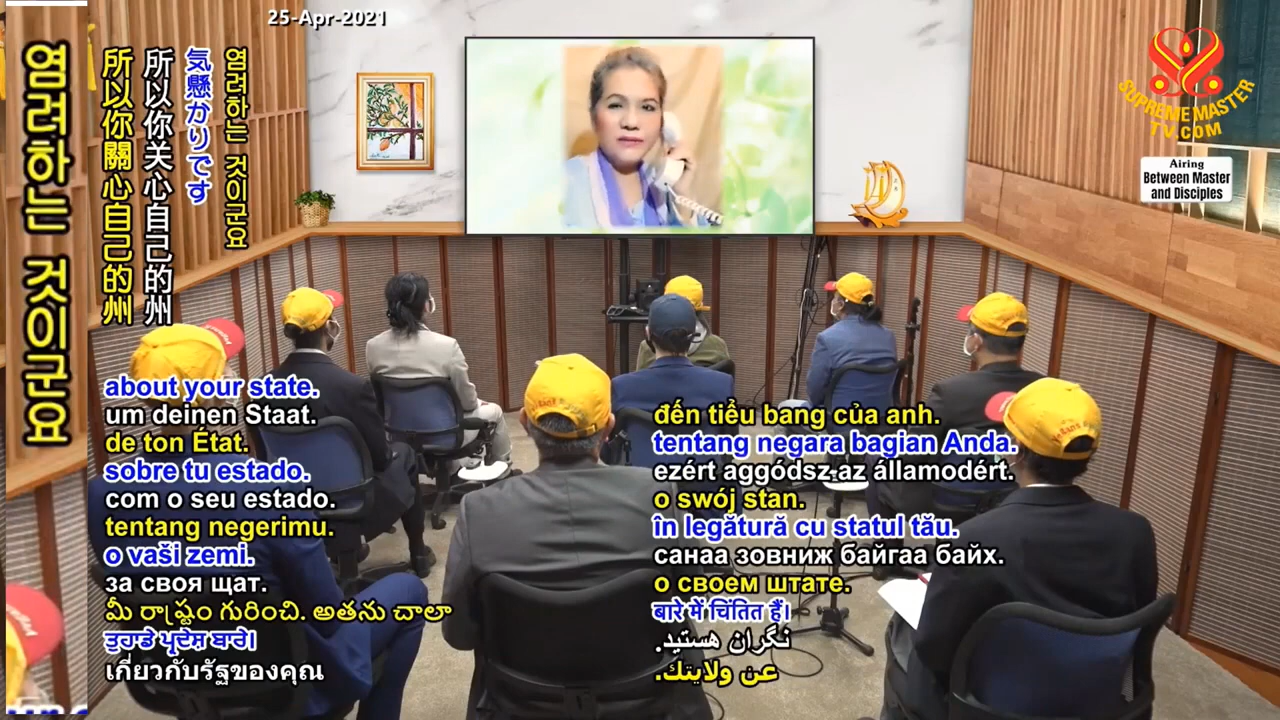 25-Apr-2021
SUPREME MASTER
TV.COM
Airing
Between Master
and Disciples
염려하는 것이군요
気懸かりです
所以你关心自己的州
所以你關心自己的州
염려하는 것이군요
about your state.
um deinen Staat.
de ton État.
sobre tu estado.
com o seu estado.
tentang negerimu.
o vaši zemi.
за своя щат.
మీ రాష్ట్రం గురించి. అతను చాలా
ਤੁਹਾਡੇ ਪ੍ਰਦੇਸ਼ ਬਾਰੇ।
เกี่ยวกับรัฐของคุณ
đến tiểu bang của anh.
tentang negara bagian Anda.
ezért aggódsz az államodért.
o swój stan.
în legătură cu statul tău.
санаа зовниж байгаа байх.
о своем штате.
बारे में चिंतित हैं।
نگران هستید.
عن ولايتك.